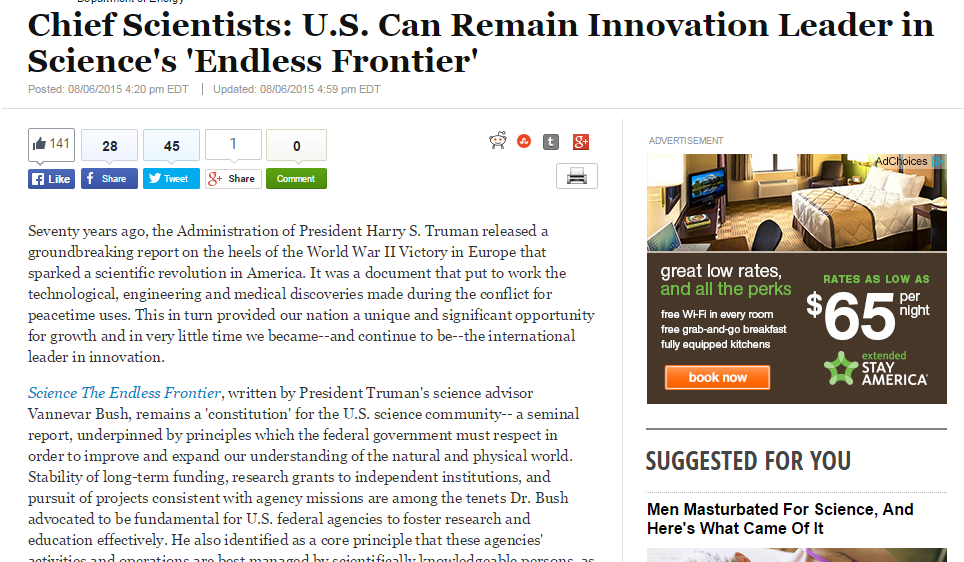 Department of Energy
Chief Scientists: U.S. Can Remain Innovation Leader in
Science's 'Endless Frontier'
Posted: 08/06/2015 4:20 pm EDT | Updated: 08/06/2015 4:59 pm EDT
141
28
45
1
0
Like
Share
Tweet
Share
Comment
Seventy years ago, the Administration of President Harry S. Truman released a
groundbreaking report on the heels of the World War II Victory in Europe that
sparked a scientific revolution in America. It was a document that put to work the
technological, engineering and medical discoveries made during the conflict for
peacetime uses. This in turn provided our nation a unique and significant opportunity
for growth and in very little time we became--and continue to be--the international
leader in innovation.
Science The Endless Frontier, written by President Truman's science advisor
Vannevar Bush, remains a 'constitution' for the U.S. science community-- a seminal
report, underpinned by principles which the federal government must respect in
order to improve and expand our understanding of the natural and physical world.
Stability of long-term funding, research grants to independent institutions, and
pursuit of projects consistent with agency missions are among the tenets Dr. Bush
advocated to be fundamental for U.S. federal agencies to foster research and
education effectively. He also identified as a core principle that these agencies'
activities and operations are best managed by scientifically knowledgeable persons, as
ADVERTISEMENT
AdChoices
great low rates,
and all the perks
free Wi-Fi in every room
free grab-and-go breakfast
fully equipped kitchens
book now
RATES AS LOW AS
$65 per
night
extended
STAY
AMERICA
SUGGESTED FOR YOU
Men Masturbated For Science, And
Here's What Came Of It